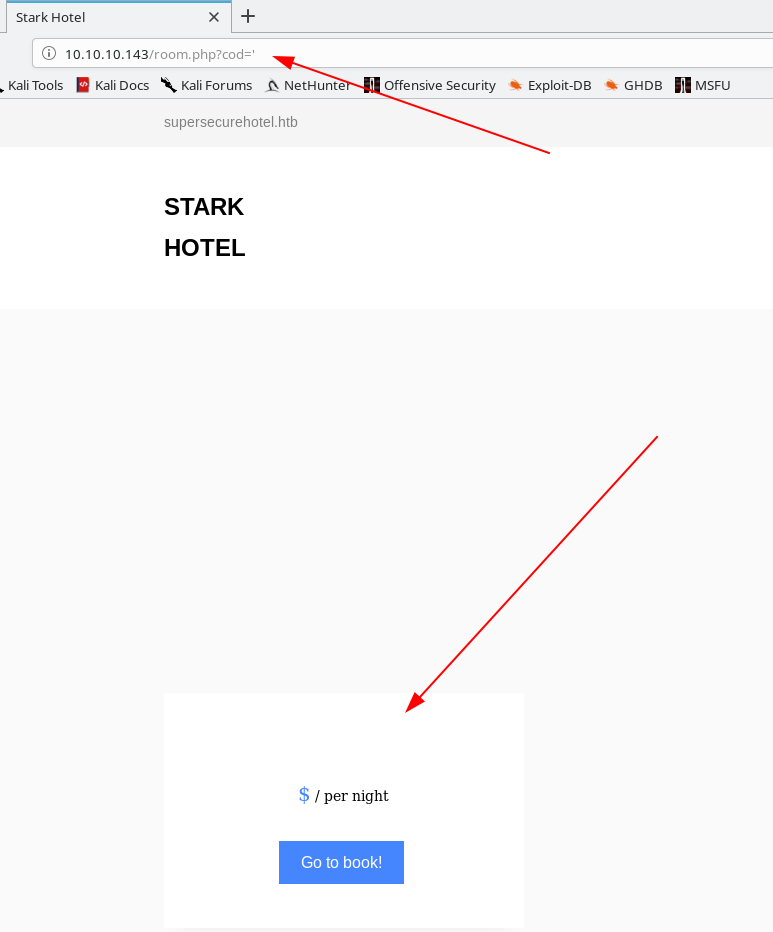 Stark Hotel
10.10.10.143/room.php?cod='
Kali Tools Kali Docs Kali Forums NetHunter Offensive Security Exploit-DB GHDB MSFU
supersecurehotel.htb
STARK
HOTEL
$ / per night
Go to book!